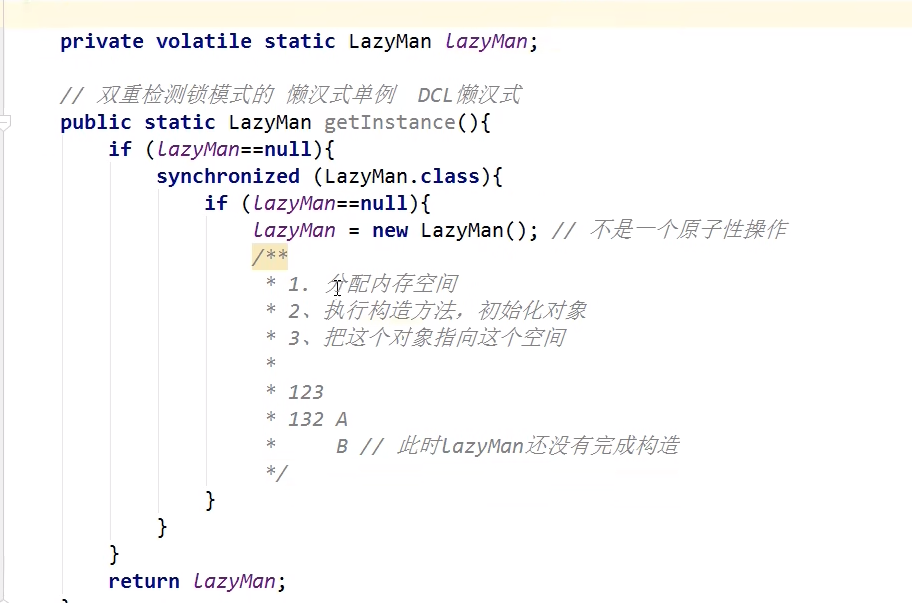 private volatile static LazyMan lazyMan;
// 双重检测锁模式的 懒汉式单例 DCL懒汉式
public static LazyMan getInstance(){
if (lazyMan==null){
synchronized (LazyMan.class){
if (lazyMan==null){
lazyMan = new LazyMan(); // 不是一个原子性操作
/**
* 1. 分配内存空间
* 2、执行构造方法，初始化对象
* 3、把这个对象指向这个空间
*
* 123
* 132 A
* B // 此时lazyMan还没有完成构造
*/
}
}
}
return lazyMan;